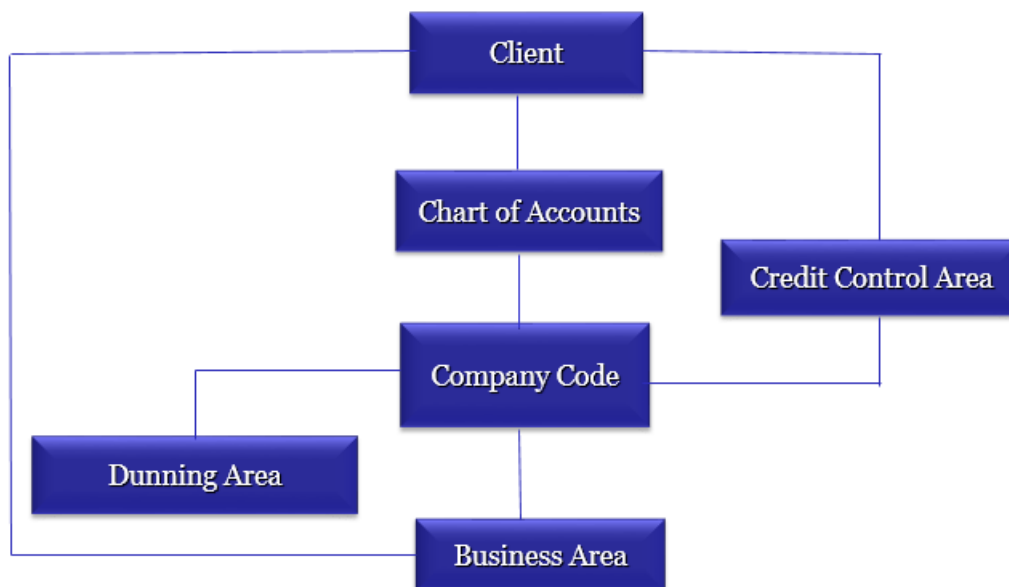 Client
Chart of Accounts
Credit Control Area
Company Code
Dunning Area
Business Area